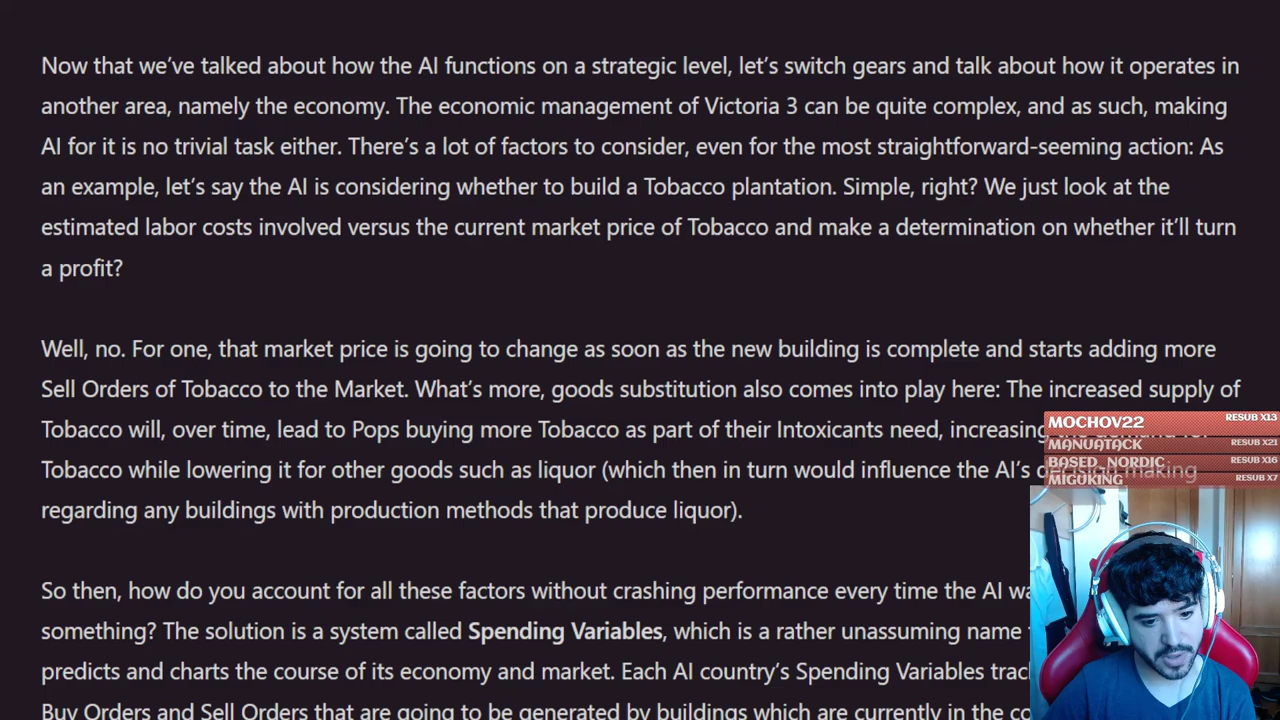 Now that we’ve talked about how the AI functions on a strategic level, let’s switch gears and talk about how it operates in
another area, namely the economy. The economic management of Victoria 3 can be quite complex, and as such, making
AI for it is no trivial task either. There’s a lot of factors to consider, even for the most straightforward-seeming action: As
an example, let’s say the AI is considering whether to build a Tobacco plantation. Simple, right? We just look at the
estimated labor costs involved versus the current market price of Tobacco and make a determination on whether it’ll turn
a profit?
Well, no. For one, that market price is going to change as soon as the new building is complete and starts adding more
Sell Orders of Tobacco to the Market. What’s more, goods substitution also comes into play here: The increased supply of
Tobacco will, over time, lead to Pops buying more Tobacco as part of their Intoxicants need, increasing
Tobacco while lowering it for other goods such as liquor (which then in turn would influence the AI’s
regarding any buildings with production methods that produce liquor).
So then, how do you account for all these factors without crashing performance every time the AI
something? The solution is a system called Spending Variables, which is a rather unassuming name
predicts and charts the course of its economy and market. Each AI country’s Spending Variables
Buy Orders and Sell Orders that are going to be generated by buildings which are currently in the
MOCHOV22 RESUB X13
MANUATACK RESUB X21
BASED_NORDIC RESUB X16
MIGUKING RESUB X7